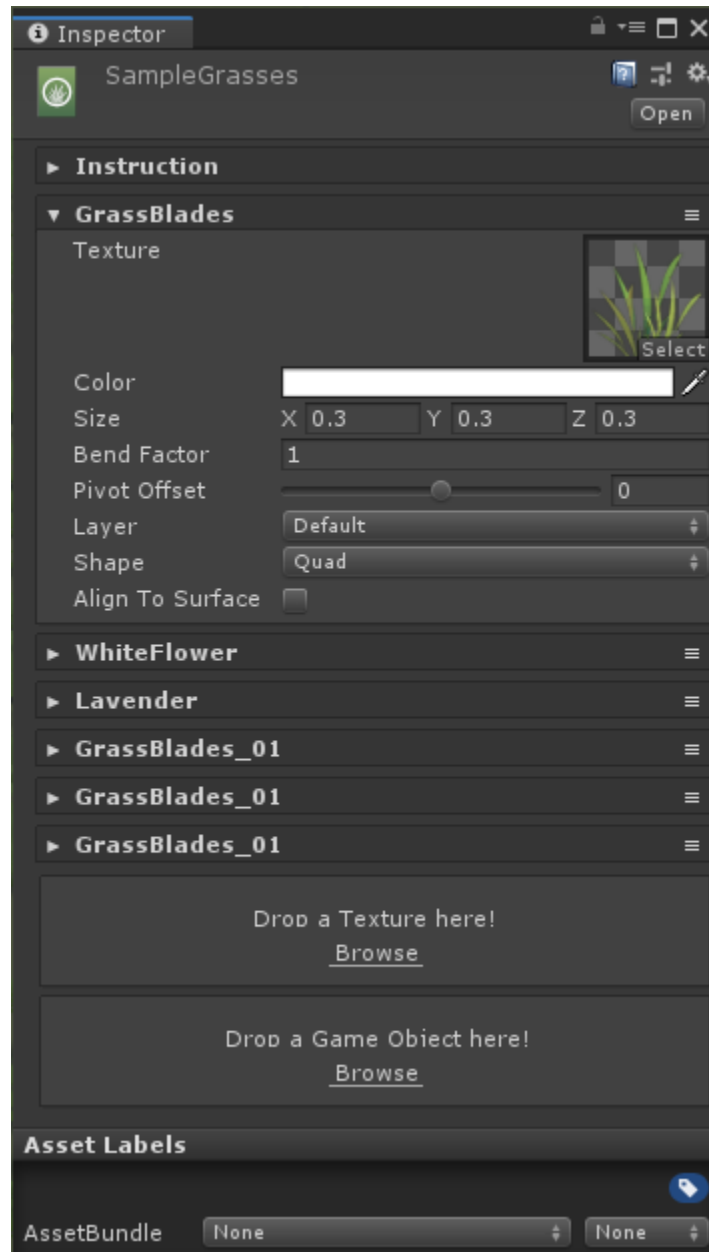 Inspector
SampleGrasses
Open
Instruction
GrassBlades
Texture
Select
Color
Size X 0.3 Y 0.3 Z 0.3
Bend Factor 1
Pivot Offset 0
Layer Default
Shape Quad
Align To Surface
WhiteFlower
Lavender
GrassBlades_01
GrassBlades_01
GrassBlades_01
Drop a Texture here!
Browse
Drop a Game Object here!
Browse
Asset Labels
AssetBundle None None